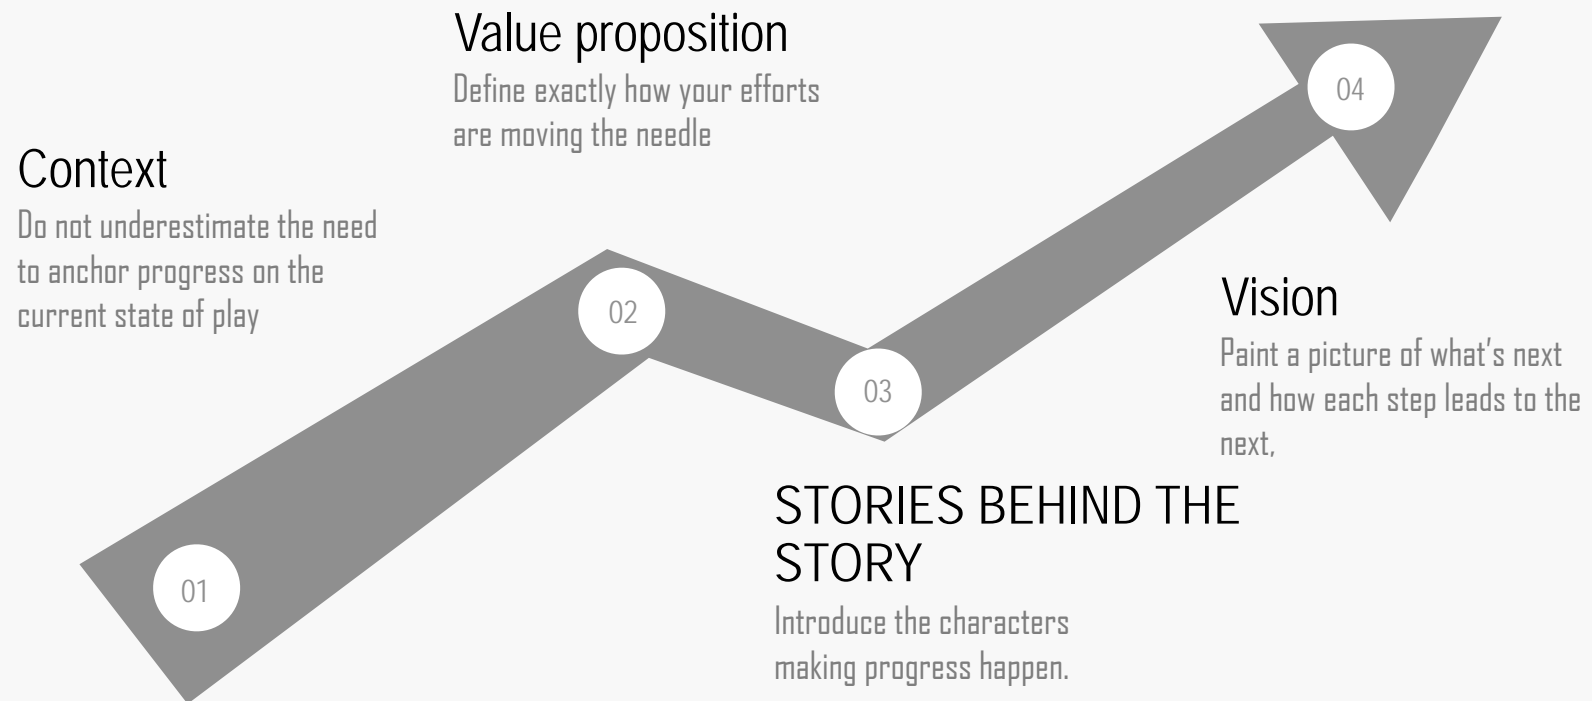 Context
Do not underestimate the need
to anchor progress on the
current state of play
01
Value proposition
Define exactly how your efforts
are moving the needle
02
STORIES BEHIND THE
STORY
Introduce the characters
making progress happen.
03
Vision
Paint a picture of what's next
and how each step leads to the
next,
04